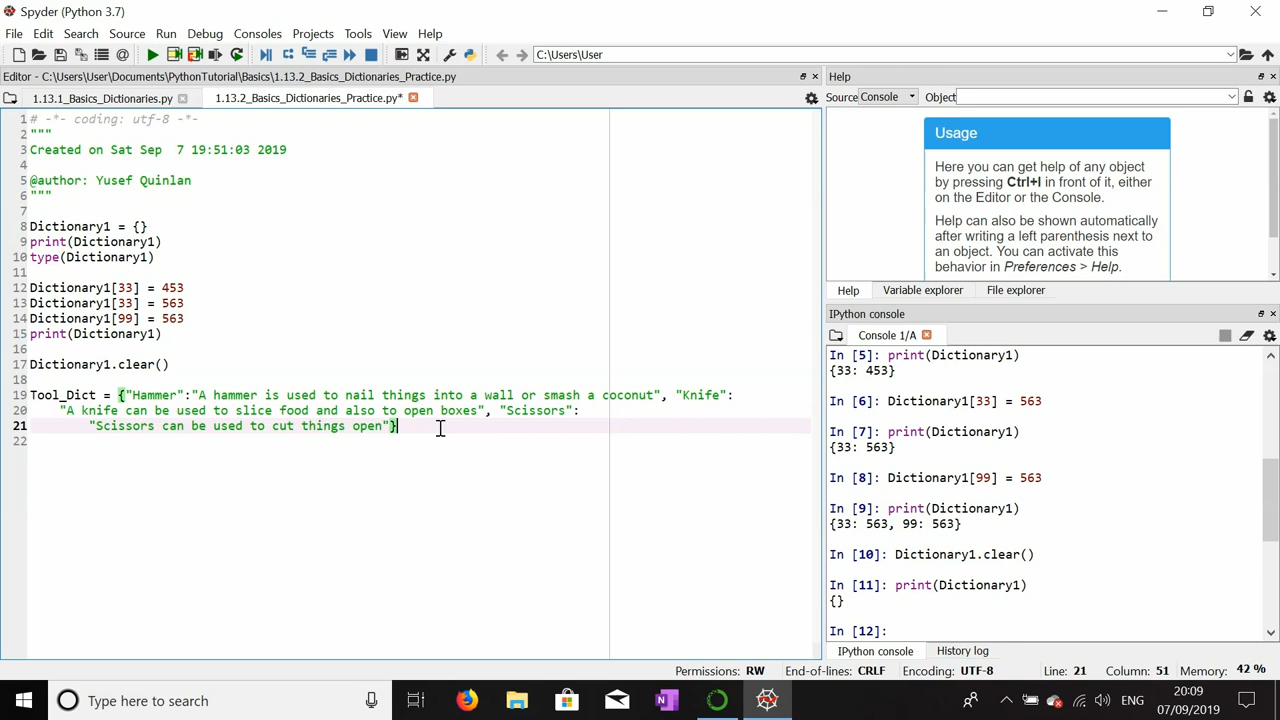 Spyder (Python 3.7)
File Edit Search Source Run Debug Consoles Projects Tools View Help
C:\Users\User
Editor - C:\Users\User\Documents\PythonTutorial\Basics\1.13.2_Basics_Dictionaries_Practice.py
1.13.1_Basics_Dictionaries.py
1.13.2_Basics_Dictionaries_Practice.py*
1 # -*- coding: utf-8 -*-
2 """
3 Created on Sat Sep  7 19:51:03 2019
4
5 @author: Yusef Quinlan
6 """
7
8 Dictionary1 = {}
9 print(Dictionary1)
10 type(Dictionary1)
11
12 Dictionary1[33] = 453
13 Dictionary1[33] = 563
14 Dictionary1[99] = 563
15 print(Dictionary1)
16
17 Dictionary1.clear()
18
19 Tool_Dict = {"Hammer":"A hammer is used to nail things into a wall or smash a coconut", "Knife":
20     "A knife can be used to slice food and also to open boxes", "Scissors":
21         "Scissors can be used to cut things open"}
22
Help
Source Console Object
Usage
Here you can get help of any object
by pressing Ctrl+I in front of it, either
on the Editor or the Console.
Help can also be shown automatically
after writing a left parenthesis next to
an object. You can activate this
behavior in Preferences > Help.
Help Variable explorer File explorer
IPython console
Console 1/A
In [5]: print(Dictionary1)
{33: 453}
In [6]: Dictionary1[33] = 563
In [7]: print(Dictionary1)
{33: 563}
In [8]: Dictionary1[99] = 563
In [9]: print(Dictionary1)
{33: 563, 99: 563}
In [10]: Dictionary1.clear()
In [11]: print(Dictionary1)
{}
In [12]:
IPython console History log
Permissions: RW End-of-lines: CRLF Encoding: UTF-8 Line: 21 Column: 51 Memory: 42 %
Type here to search
ENG
20:09
07/09/2019